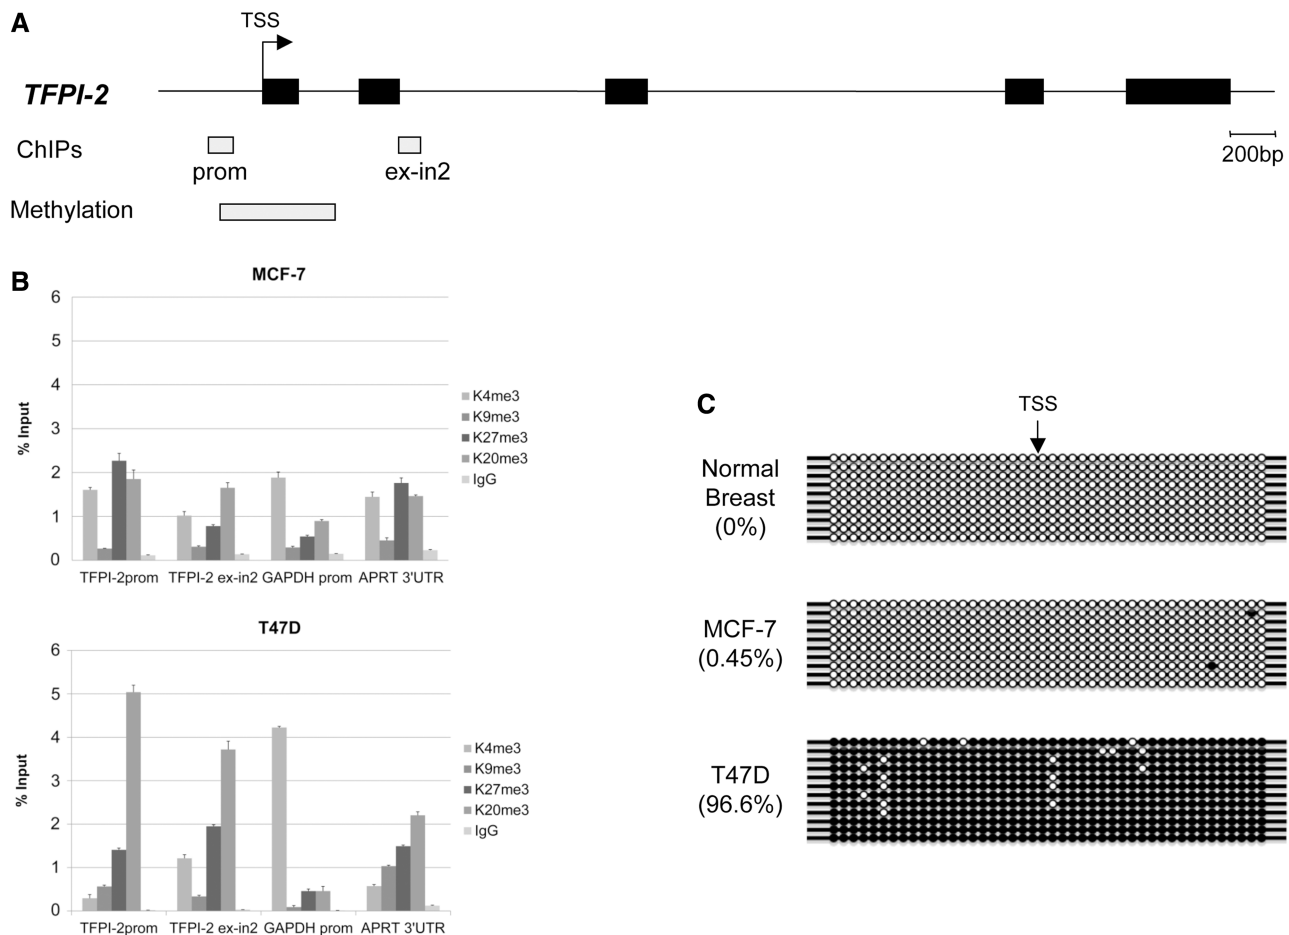 A
TSS
TFPI-2
ChIPs
prom
ex-in2
200bp
Methylation
B
MCF-7
% Input
6
5
4
3
2
1
0
TFPI-2prom
TFPI-2 ex-in2
GAPDH prom
APRT 3'UTR
K4me3
K9me3
K27me3
K20me3
IgG
T47D
% Input
6
5
4
3
2
1
0
TFPI-2prom
TFPI-2 ex-in2
GAPDH prom
APRT 3'UTR
K4me3
K9me3
K27me3
K20me3
IgG
C
TSS
Normal
Breast
(0%)
MCF-7
(0.45%)
T47D
(96.6%)